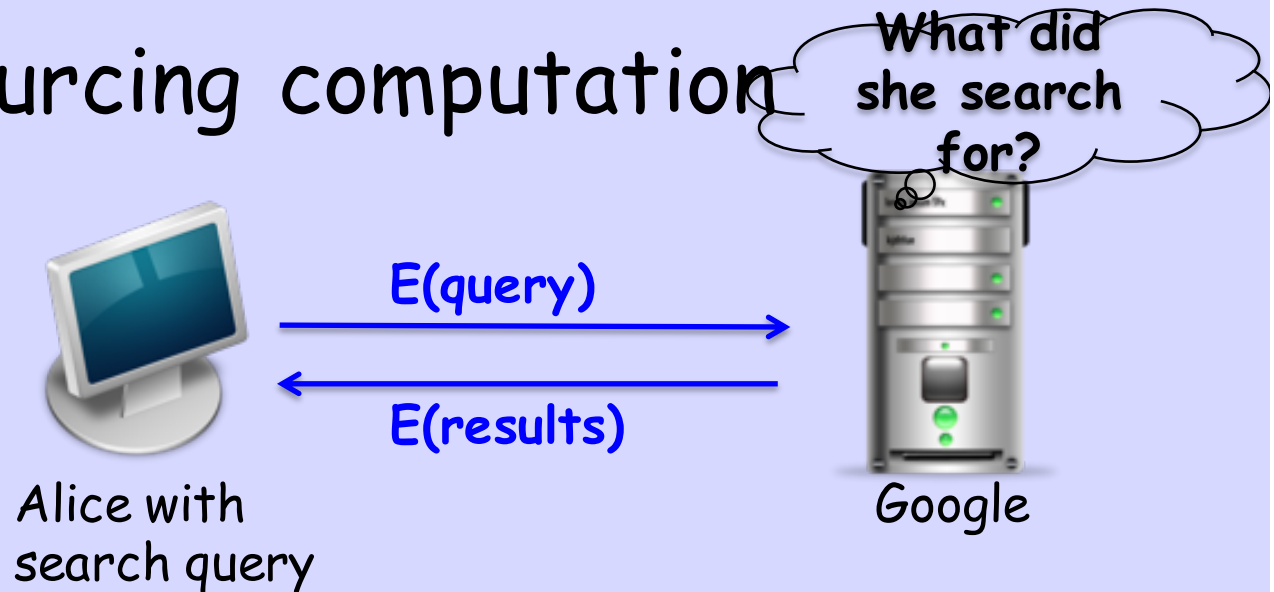 urcing computation
What did
she search
for?
E(query)
E(results)
Alice with
search query
Google